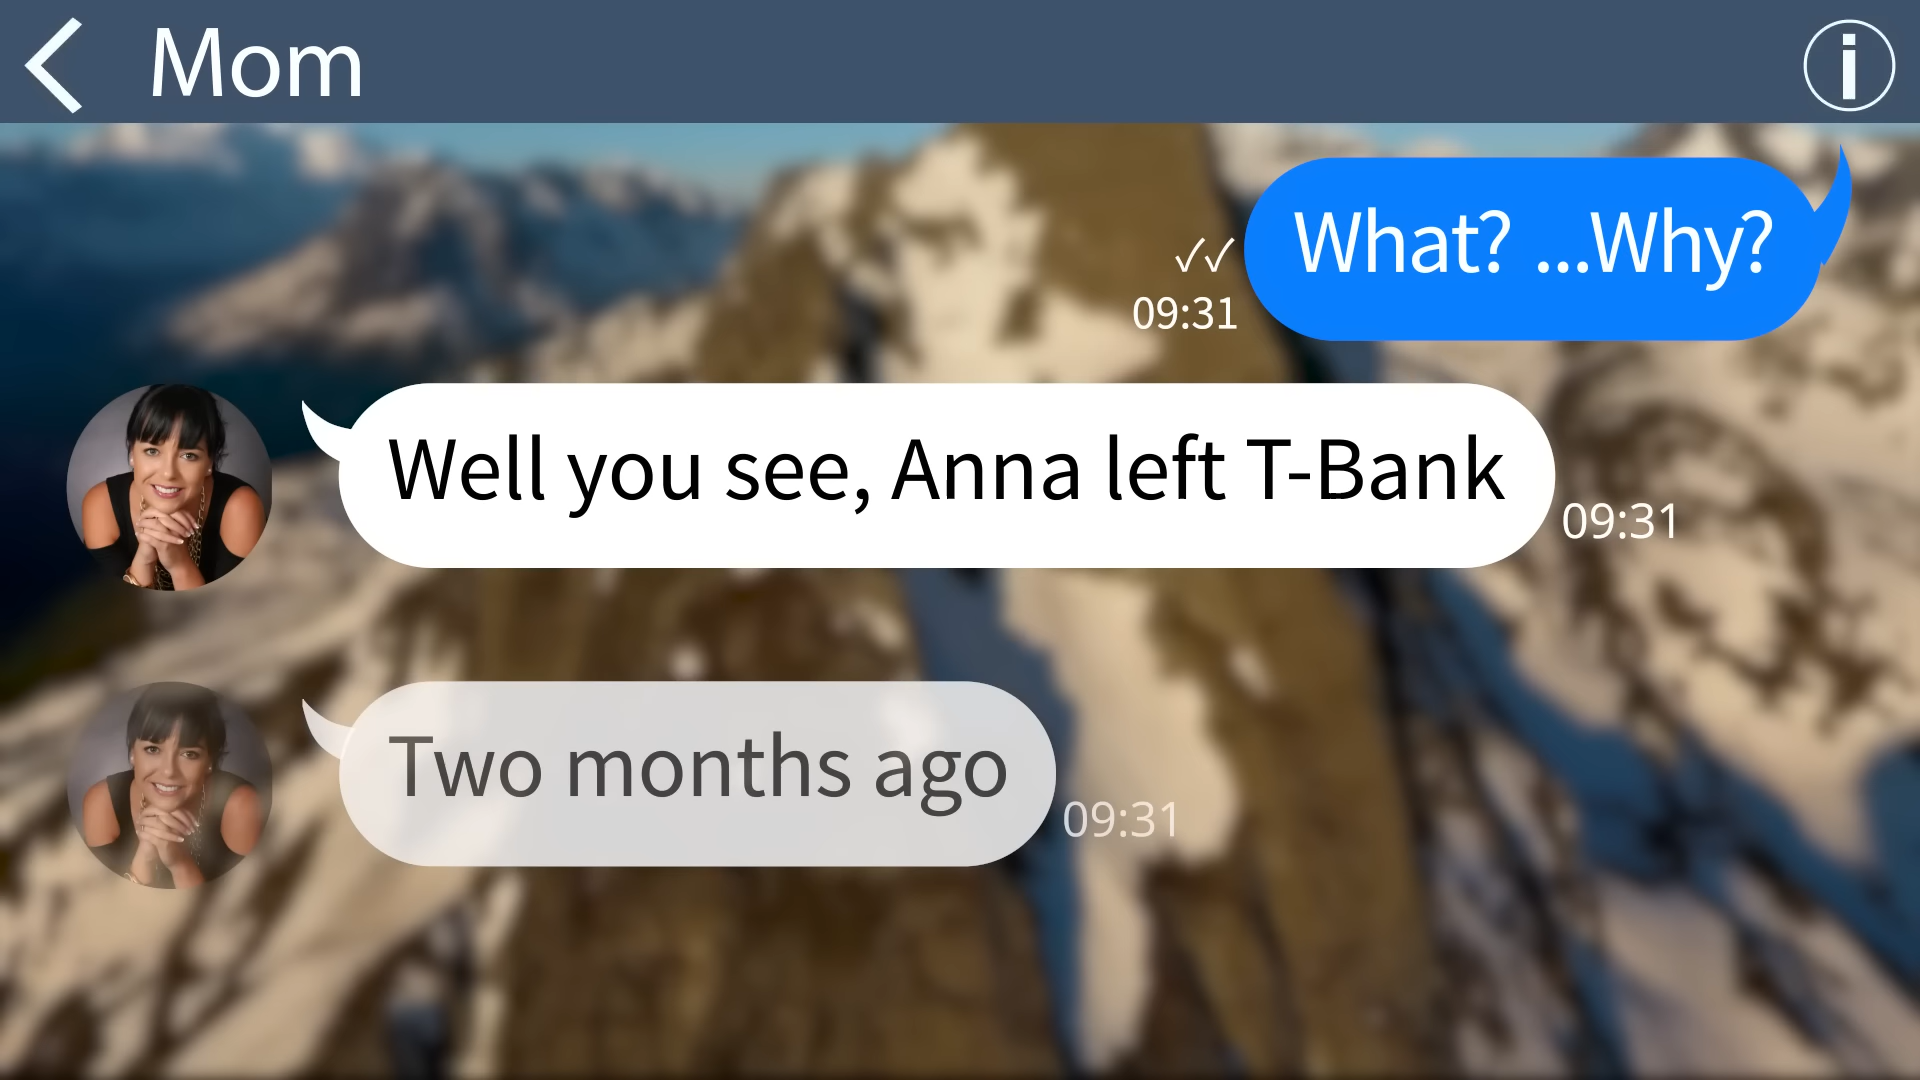 Mom
What? ...Why?
09:31
Well you see, Anna left T-Bank
09:31
Two months ago
09:31